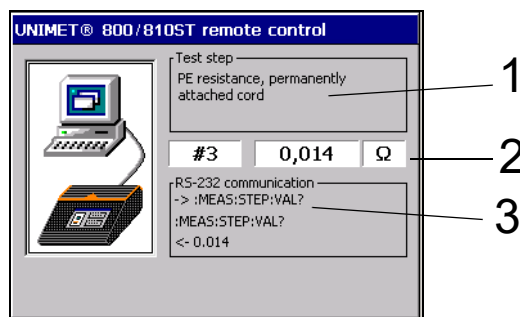 UNIMET® 800/810ST remote control
Test step
PE resistance, permanently
attached cord
1
#3 0,014 Ω
2
RS-232 communication
-> :MEAS:STEP:VAL?
:MEAS:STEP:VAL?
<- 0.014
3